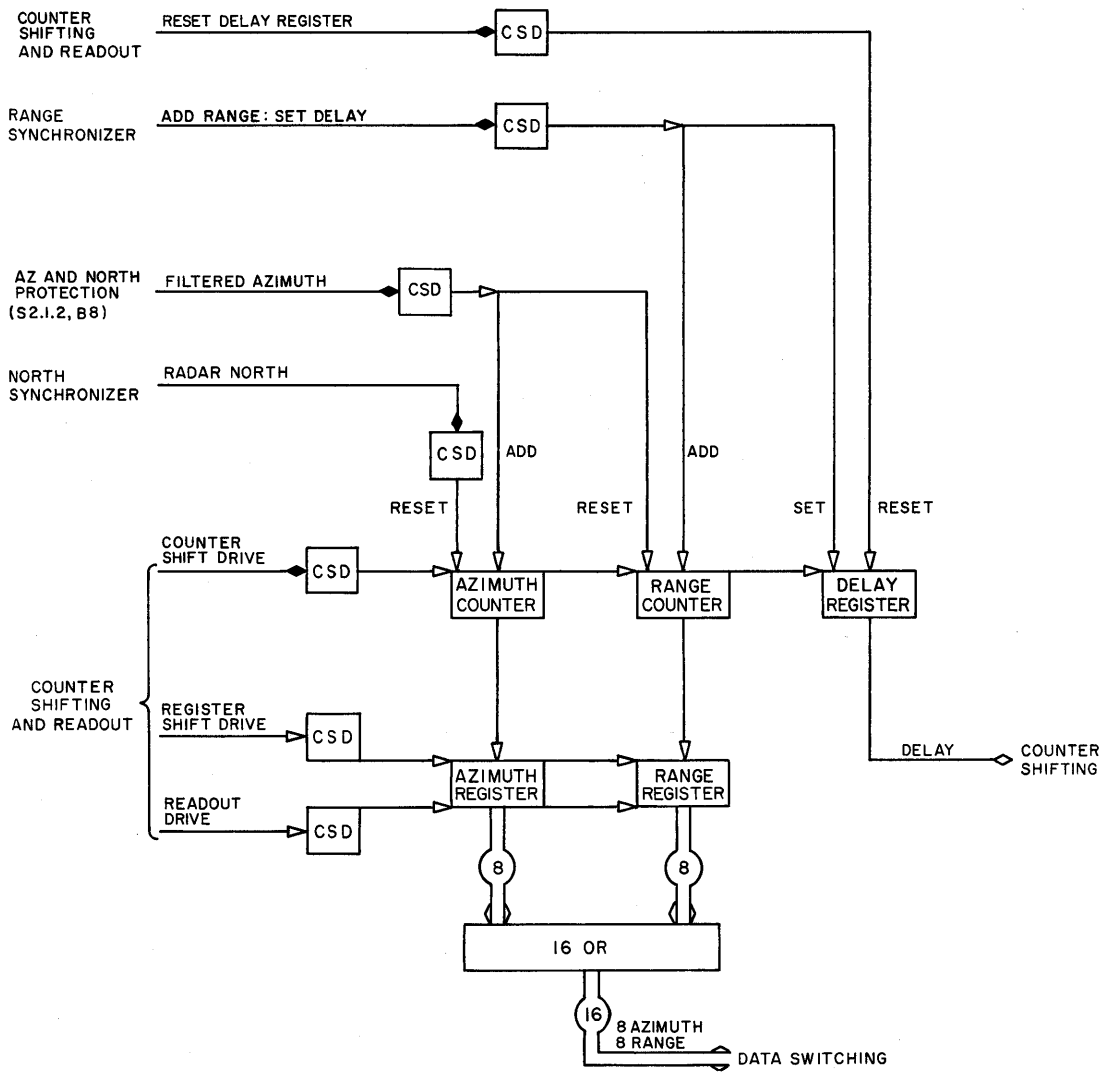 COUNTER
SHIFTING
AND READOUT
RESET DELAY REGISTER
CSD
RANGE
SYNCHRONIZER
ADD RANGE: SET DELAY
CSD
AZ AND NORTH
PROTECTION
(S2.1.2, B8)
FILTERED AZIMUTH
CSD
NORTH
SYNCHRONIZER
RADAR NORTH
CSD
ADD
ADD
RESET
RESET
SET
RESET
COUNTER
SHIFT DRIVE
CSD
AZIMUTH
COUNTER
RANGE
COUNTER
DELAY
REGISTER
COUNTER
SHIFTING
AND READOUT
REGISTER
SHIFT DRIVE
CSD
DELAY
COUNTER
SHIFTING
AZIMUTH
REGISTER
RANGE
REGISTER
READOUT
DRIVE
CSD
8
8
16 OR
16
8 AZIMUTH
8 RANGE
DATA SWITCHING